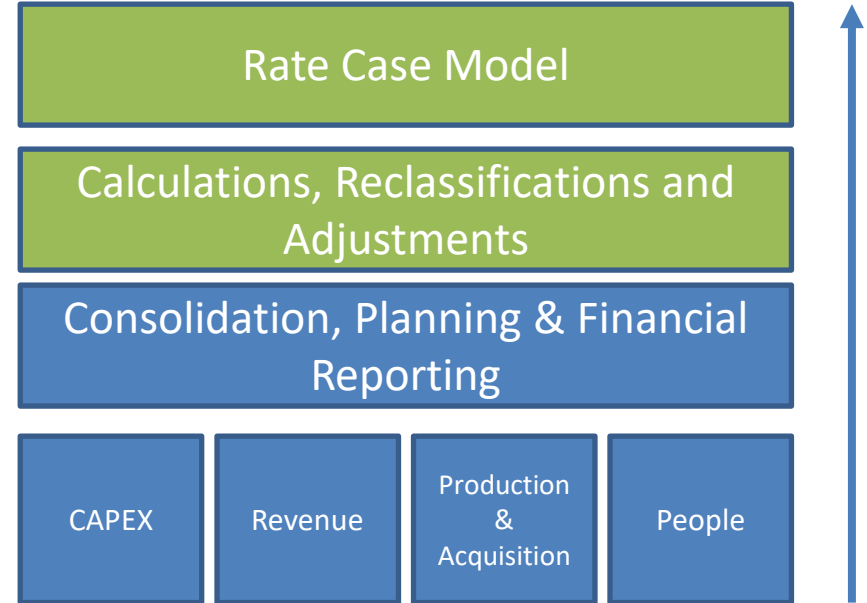 Rate Case Model
Calculations, Reclassifications and
Adjustments
Consolidation, Planning & Financial
Reporting
CAPEX
Revenue
Production
&
Acquisition
People